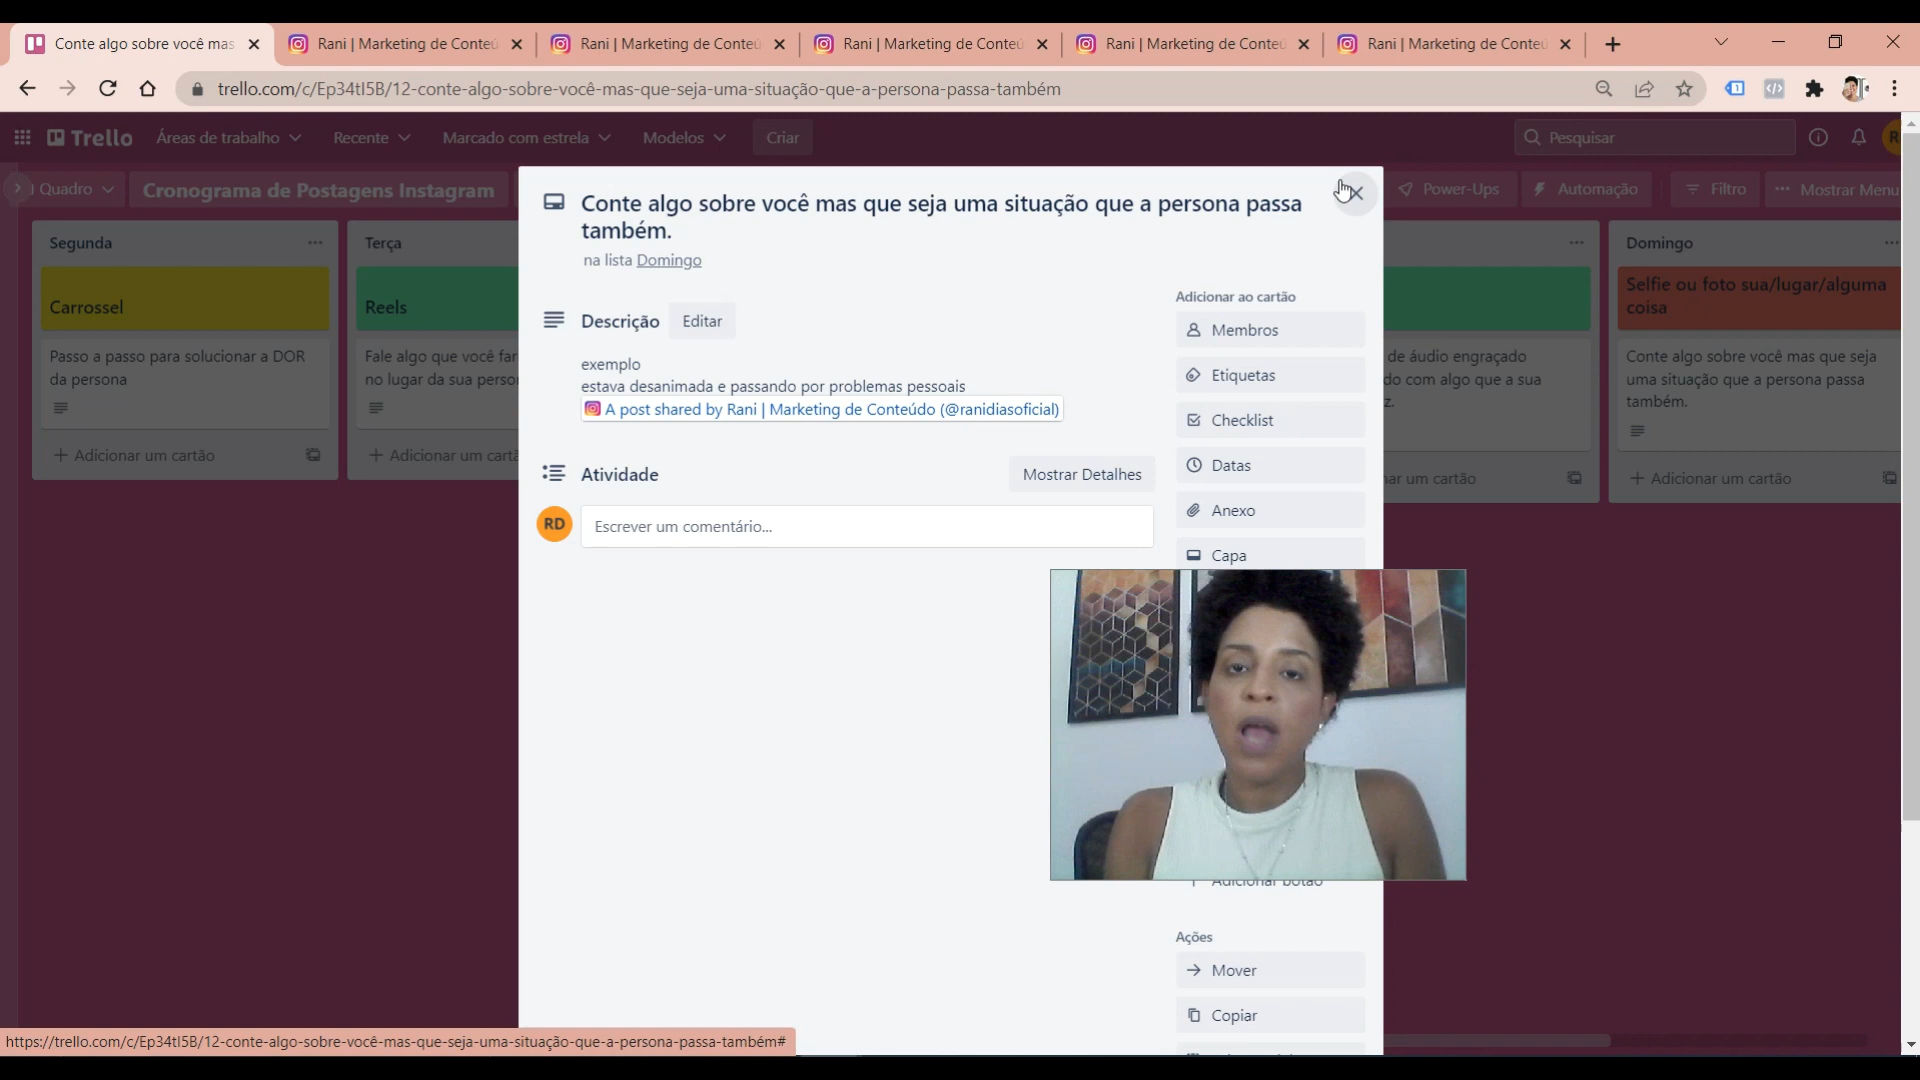 Conte algo sobre você mas
Rani | Marketing de Conteú
Rani | Marketing de Conteú
Rani | Marketing de Conteú
Rani | Marketing de Conteú
Rani | Marketing de Conteú
trello.com/c/Ep34tI5B/12-conte-algo-sobre-você-mas-que-seja-uma-situação-que-a-persona-passa-também
Trello
Áreas de trabalho
Recente
Marcado com estrela
Modelos
Criar
Pesquisar
Quadro
Cronograma de Postagens Instagram
Power-Ups
Automação
Filtro
Mostrar Menu
Segunda
Carrossel
Passo a passo para solucionar a DOR
da persona
+ Adicionar um cartão
Terça
Reels
Fale algo que você far
no lugar da sua perso
+ Adicionar um cart
Conte algo sobre você mas que seja uma situação que a persona passa
também.
na lista Domingo
Descrição
Editar
exemplo
estava desanimada e passando por problemas pessoais
A post shared by Rani | Marketing de Conteúdo (@ranidiasoficial)
Atividade
Mostrar Detalhes
RD
Escrever um comentário...
Adicionar ao cartão
Membros
Etiquetas
Checklist
Datas
Anexo
Capa
+ Adicionar botão
Ações
Mover
Copiar
de áudio engraçado
do com algo que a sua
z.
nar um cartão
Domingo
Selfie ou foto sua/lugar/alguma
coisa
Conte algo sobre você mas que seja
uma situação que a persona passa
também.
+ Adicionar um cartão
https://trello.com/c/Ep34tI5B/12-conte-algo-sobre-você-mas-que-seja-uma-situação-que-a-persona-passa-também#